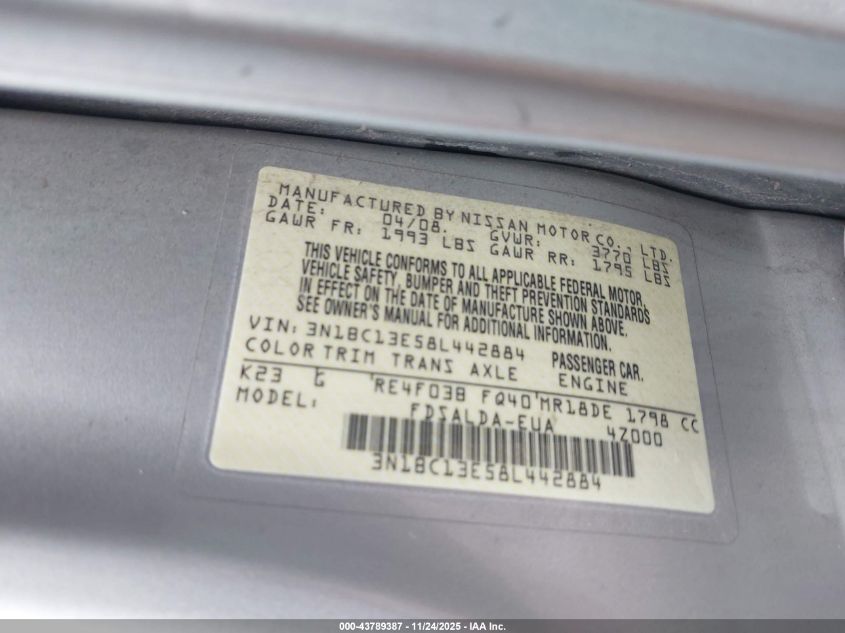 MANUFACTURED BY NISSAN MOTOR CO., LTD.
DATE: 04/08. GVWR: 3770 LBS
GAWR FR: 1993 LBS GAWR RR: 1795 LBS
THIS VEHICLE CONFORMS TO ALL APPLICABLE FEDERAL MOTOR
VEHICLE SAFETY, BUMPER AND THEFT PREVENTION STANDARDS
IN EFFECT ON THE DATE OF MANUFACTURE SHOWN ABOVE.
SEE OWNER'S MANUAL FOR ADDITIONAL INFORMATION.
VIN: 3N1BC13E58L442884 PASSENGER CAR.
COLOR TRIM TRANS AXLE ENGINE
K23 G RE4F03B FQ40 MR18DE 1798 CC
MODEL: FDSALDA-EUA 4Z000
3N1BC13E58L442884
000-43789387 - 11/24/2025 - IAA Inc.